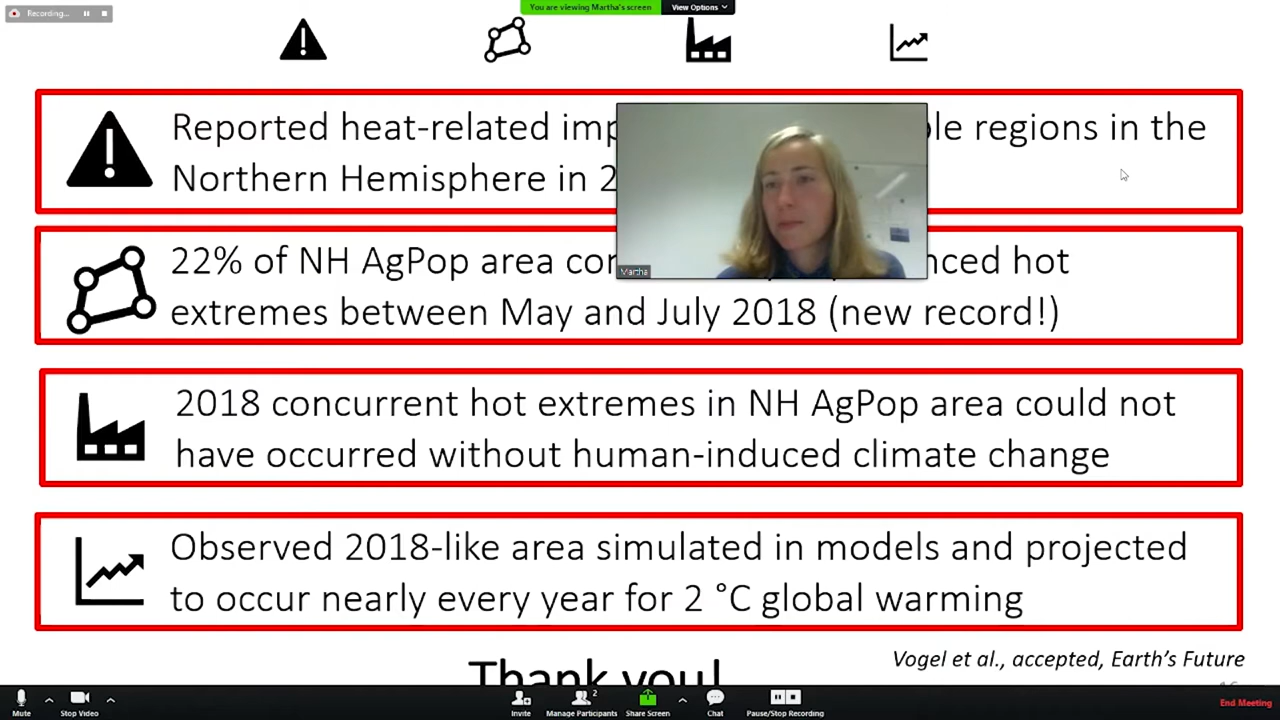 Recording...
You are viewing Martha's screen
View Options
Reported heat-related imp le regions in the
Northern Hemisphere in 2
Martha
22% of NH AgPop area con nced hot
extremes between May and July 2018 (new record!)
2018 concurrent hot extremes in NH AgPop area could not
have occurred without human-induced climate change
Observed 2018-like area simulated in models and projected
to occur nearly every year for 2 °C global warming
Vogel et al., accepted, Earth's Future
Thank you!
Mute
Stop Video
Invite
2
Manage Participants
Share Screen
Chat
Pause/Stop Recording
End Meeting